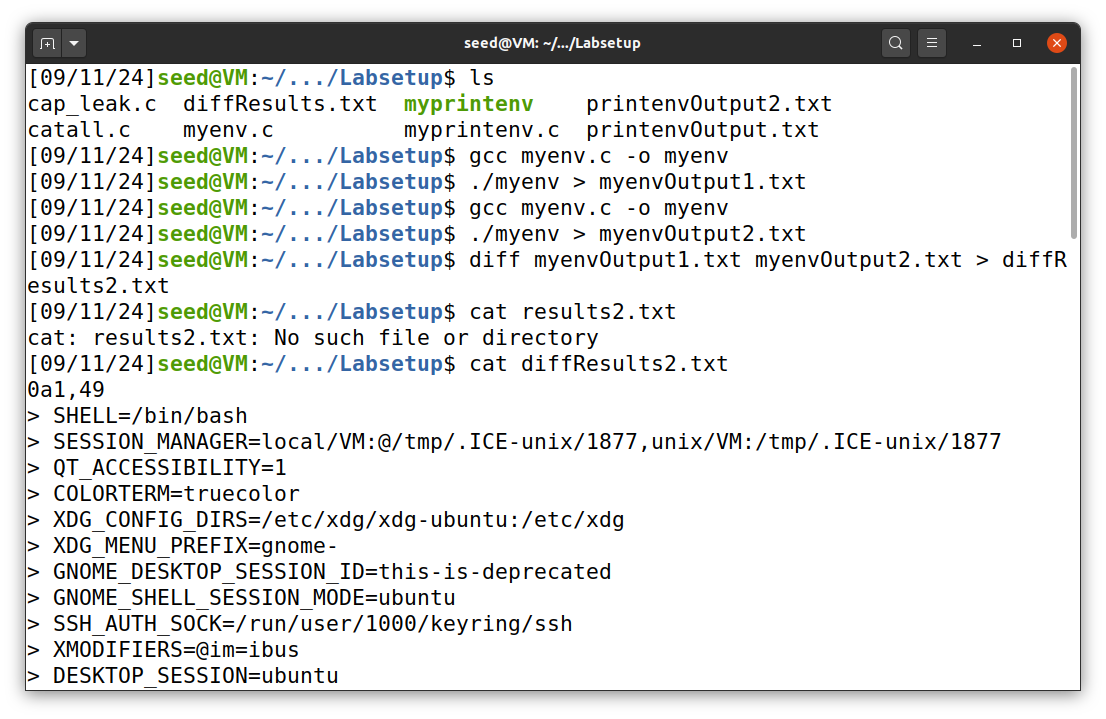 seed@VM: ~/.../Labsetup
[09/11/24]seed@VM:~/.../Labsetup$ ls
cap_leak.c  diffResults.txt  myprintenv    printenvOutput2.txt
catall.c    myenv.c          myprintenv.c  printenvOutput.txt
[09/11/24]seed@VM:~/.../Labsetup$ gcc myenv.c -o myenv
[09/11/24]seed@VM:~/.../Labsetup$ ./myenv > myenvOutput1.txt
[09/11/24]seed@VM:~/.../Labsetup$ gcc myenv.c -o myenv
[09/11/24]seed@VM:~/.../Labsetup$ ./myenv > myenvOutput2.txt
[09/11/24]seed@VM:~/.../Labsetup$ diff myenvOutput1.txt myenvOutput2.txt > diffR
esults2.txt
[09/11/24]seed@VM:~/.../Labsetup$ cat results2.txt
cat: results2.txt: No such file or directory
[09/11/24]seed@VM:~/.../Labsetup$ cat diffResults2.txt
0a1,49
> SHELL=/bin/bash
> SESSION_MANAGER=local/VM:@/tmp/.ICE-unix/1877,unix/VM:/tmp/.ICE-unix/1877
> QT_ACCESSIBILITY=1
> COLORTERM=truecolor
> XDG_CONFIG_DIRS=/etc/xdg/xdg-ubuntu:/etc/xdg
> XDG_MENU_PREFIX=gnome-
> GNOME_DESKTOP_SESSION_ID=this-is-deprecated
> GNOME_SHELL_SESSION_MODE=ubuntu
> SSH_AUTH_SOCK=/run/user/1000/keyring/ssh
> XMODIFIERS=@im=ibus
> DESKTOP_SESSION=ubuntu